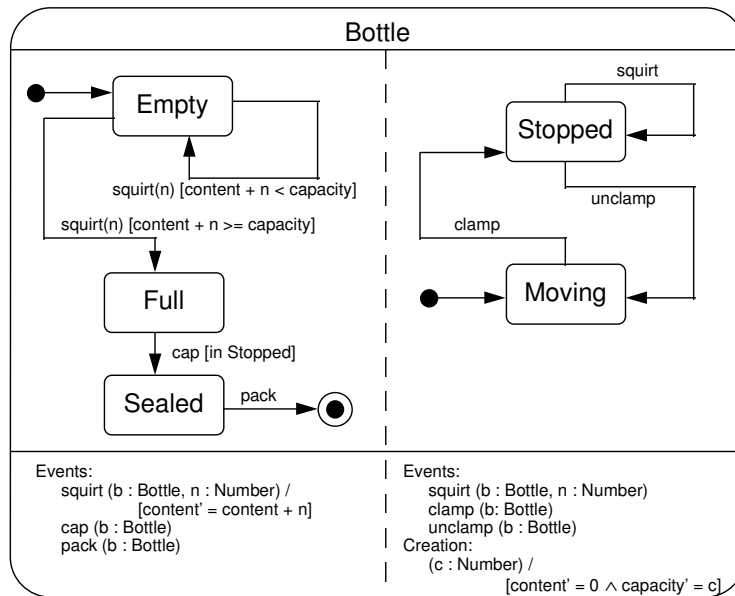 Bottle
Empty
squirt(n) [content + n < capacity]
squirt(n) [content + n >= capacity]
Full
cap [in Stopped]
Sealed
pack
squirt
Stopped
unclamp
clamp
Moving
Events:
squirt (b : Bottle, n : Number) /
[content' = content + n]
cap (b : Bottle)
pack (b : Bottle)
Events:
squirt (b : Bottle, n : Number)
clamp (b: Bottle)
unclamp (b : Bottle)
Creation:
(c : Number) /
[content' = 0 ∧ capacity' = c]